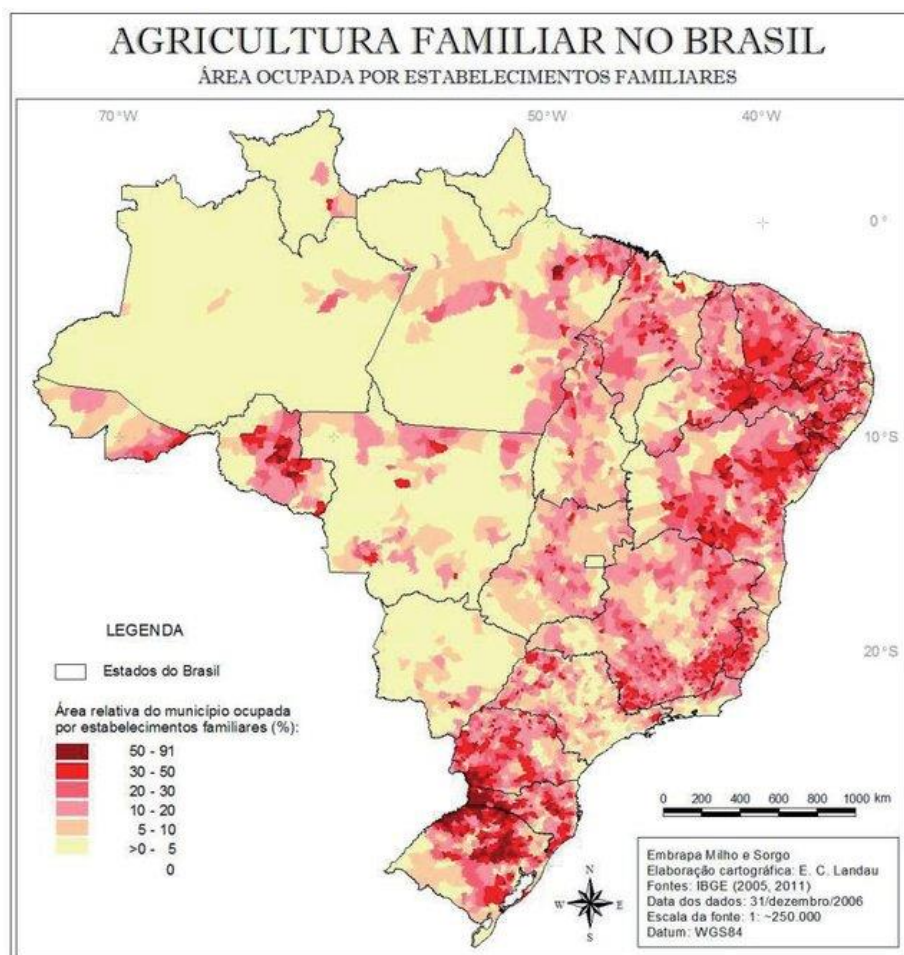 AGRICULTURA FAMILIAR NO BRASIL
ÁREA OCUPADA POR ESTABELECIMENTOS FAMILIARES
70°W
50°W
40°W
0°
10°S
20°S
LEGENDA
Estados do Brasil
Área relativa do município ocupada
por estabelecimentos familiares (%):
50 - 91
30 - 50
20 - 30
10 - 20
5 - 10
>0 - 5
0
0 200 400 600 800 1000 km
N
W E
S
Embrapa Milho e Sorgo
Elaboração cartográfica: E. C. Landau
Fontes: IBGE (2005, 2011)
Data dos dados: 31/dezembro/2006
Escala da fonte: 1: ~250.000
Datum: WGS84